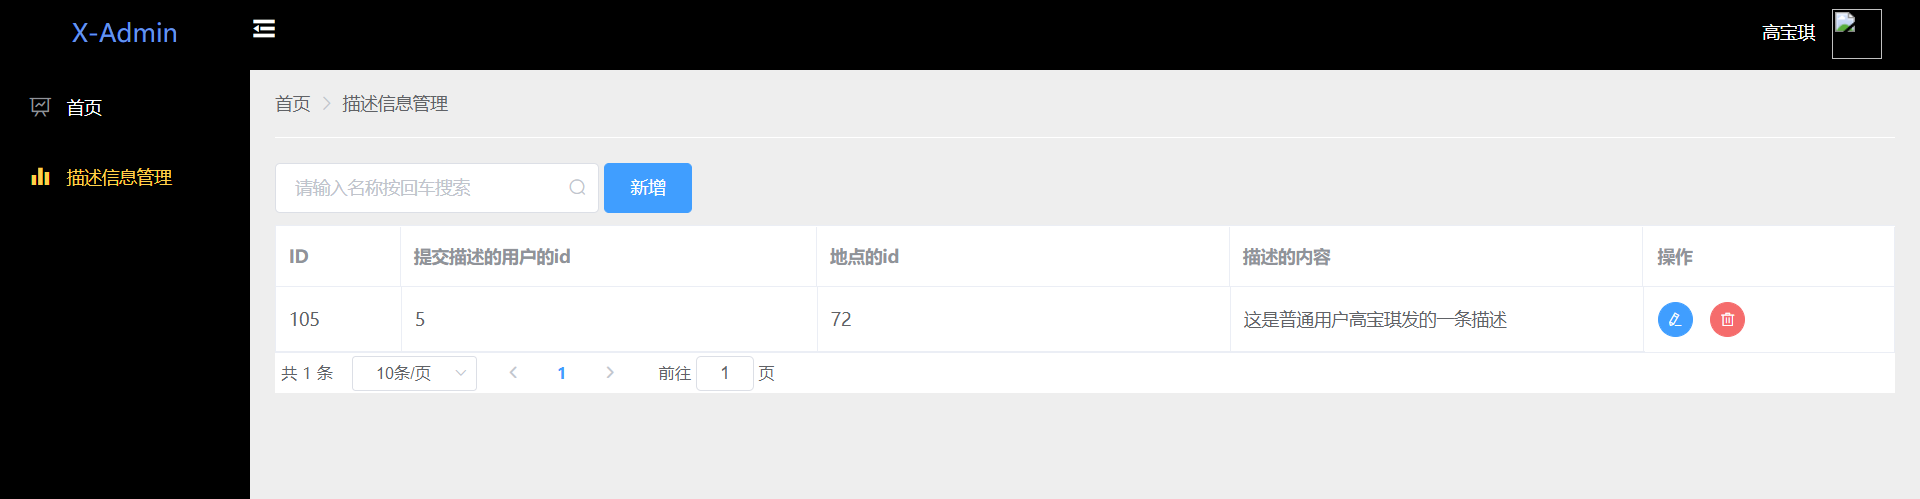 X-Admin
高宝琪
首页
描述信息管理
首页 描述信息管理
请输入名称按回车搜索 新增
ID 提交描述的用户的id 地点的id 描述的内容 操作
105 5 72 这是普通用户高宝琪发的一条描述
共 1 条 10条/页 1 前往 1 页